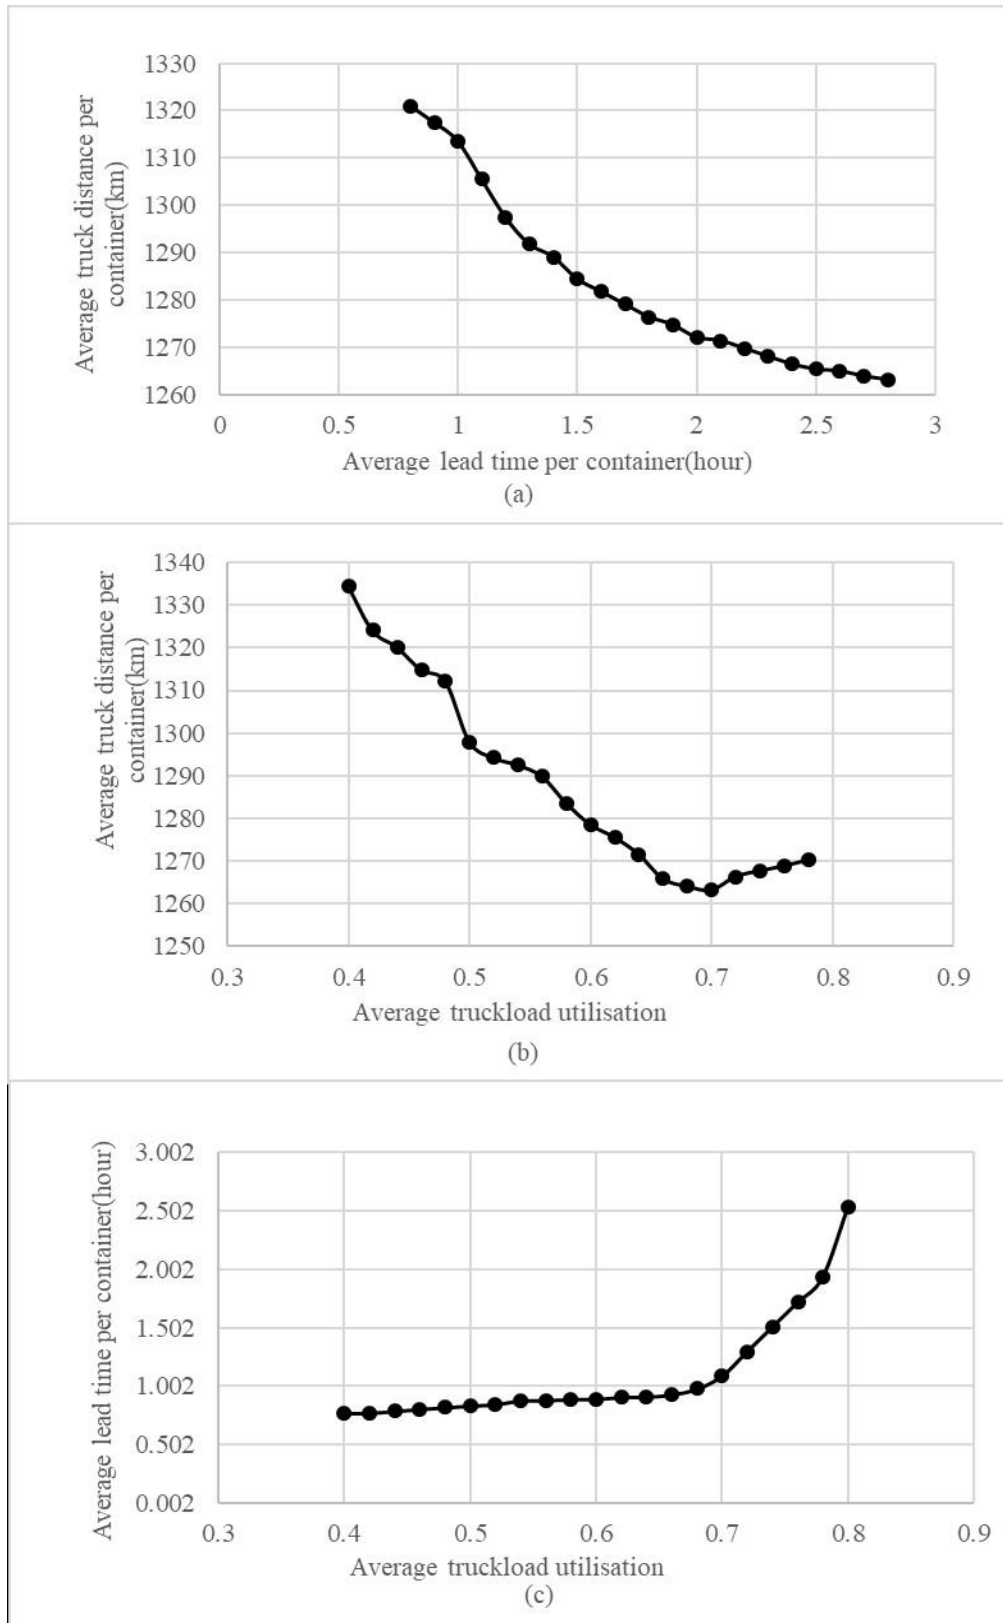 Average truck distance per
container(km)
1330
1320
1310
1300
1290
1280
1270
1260
0 0.5 1 1.5 2 2.5 3
Average lead time per container(hour)
(a)
Average truck distance per
container(km)
1340
1330
1320
1310
1300
1290
1280
1270
1260
1250
0.3 0.4 0.5 0.6 0.7 0.8 0.9
Average truckload utilisation
(b)
Average lead time per container(hour)
3.002
2.502
2.002
1.502
1.002
0.502
0.002
0.3 0.4 0.5 0.6 0.7 0.8 0.9
Average truckload utilisation
(c)